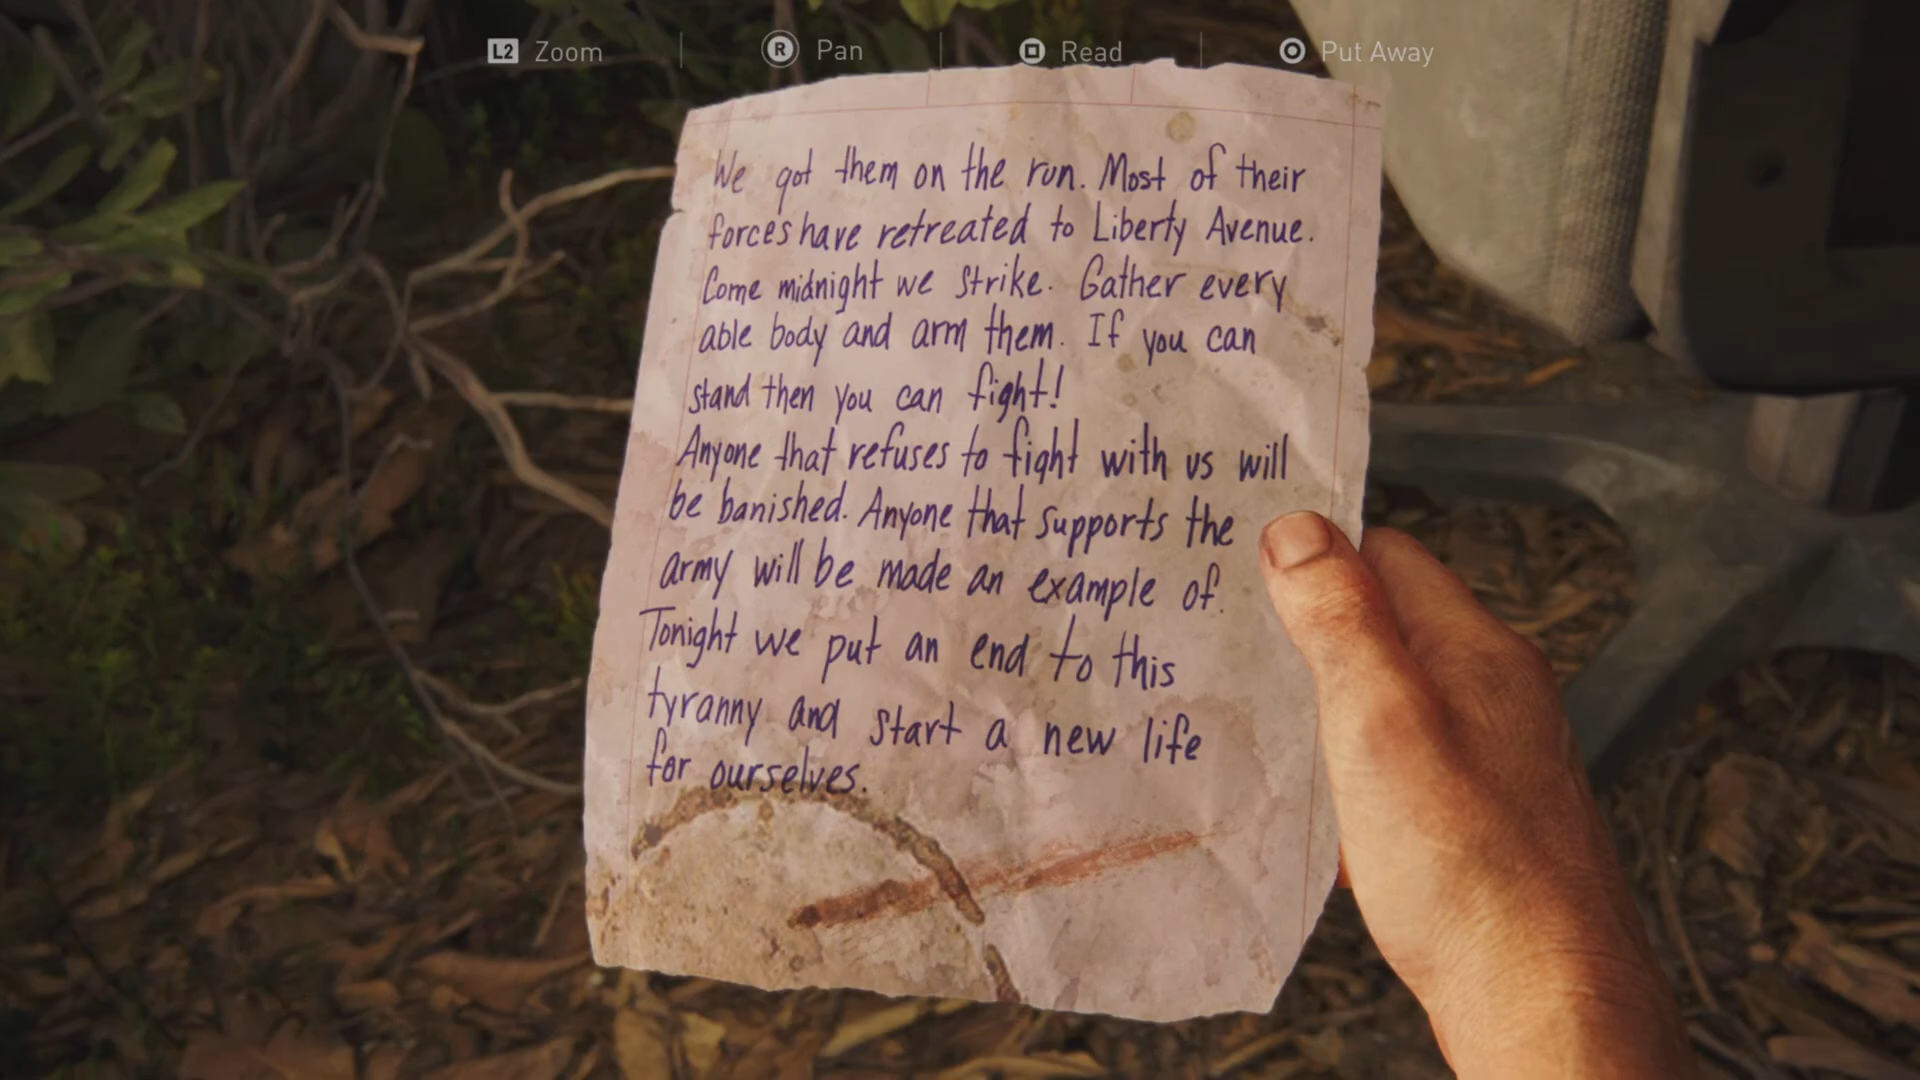 L2 Zoom R Pan Read Put Away
We got them on the run. Most of their
forces have retreated to Liberty Avenue.
Come midnight we strike. Gather every
able body and arm them. If you can
stand then you can fight!
Anyone that refuses to fight with us will
be banished. Anyone that supports the
army will be made an example of.
Tonight we put an end to this
tyranny and start a new life
for ourselves.